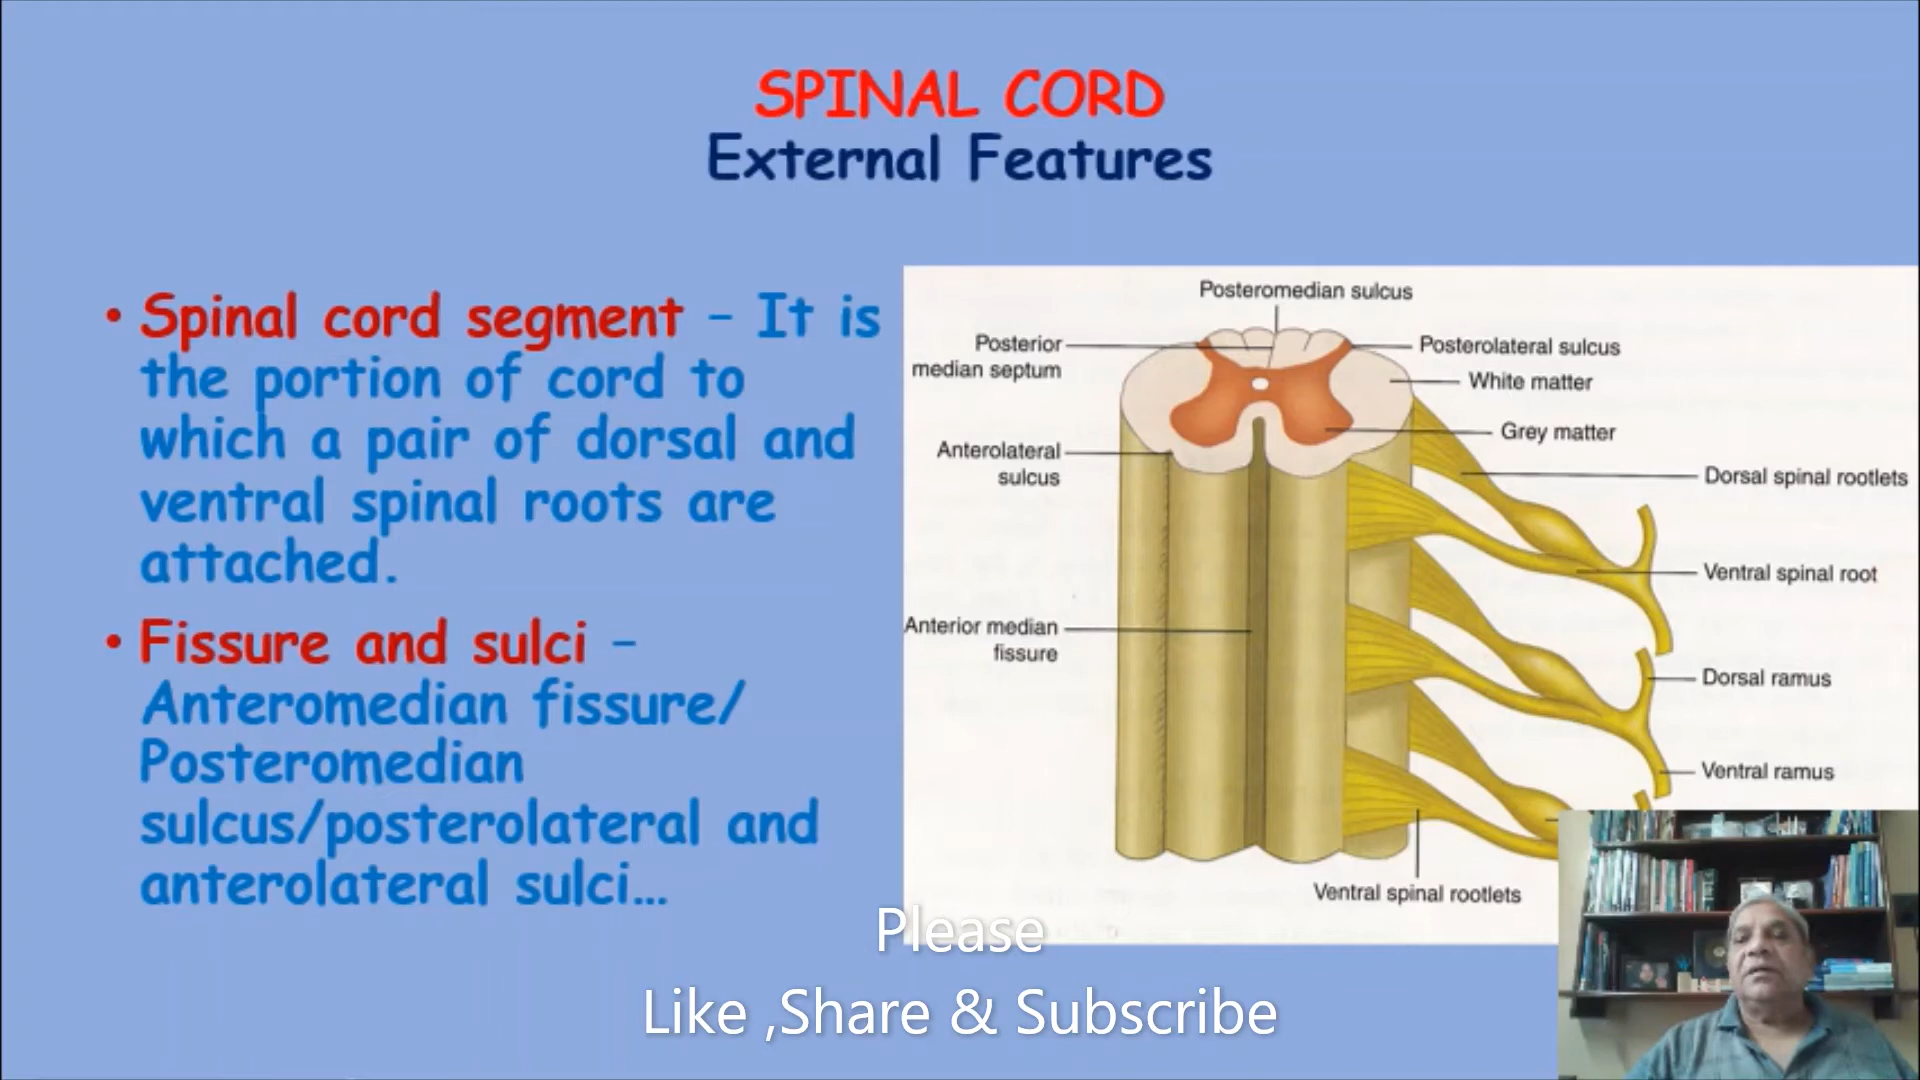 SPINAL CORD
External Features
• Spinal cord segment – It is
the portion of cord to
which a pair of dorsal and
ventral spinal roots are
attached.
• Fissure and sulci –
Anteromedian fissure/
Posteromedian
sulcus/posterolateral and
anterolateral sulci...
Posteromedian sulcus
Posterior
median septum
Posterolateral sulcus
White matter
Grey matter
Anterolateral
sulcus
Dorsal spinal rootlets
Ventral spinal root
Anterior median
fissure
Dorsal ramus
Ventral ramus
Ventral spinal rootlets
Please
Like ,Share & Subscribe